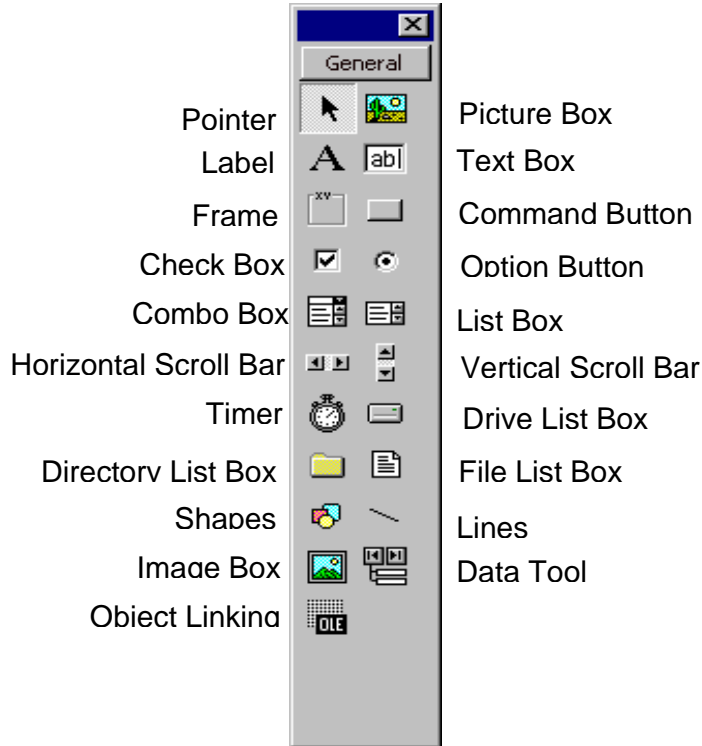 General
Pointer
Picture Box
Label
Text Box
Frame
XV
Command Button
ab
Check Box
Option Button
Combo Box
List Box
Horizontal Scroll Bar
Vertical Scroll Bar
Timer
Drive List Box
Directory List Box
File List Box
Shapes
Lines
Image Box
Data Tool
Object Linking
OLE